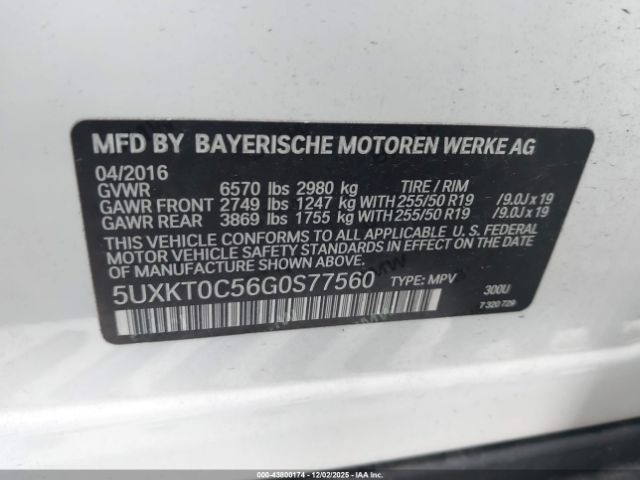 MFD BY BAYERISCHE MOTOREN WERKE AG
04/2016
GVWR 6570 lbs 2980 kg TIRE / RIM
GAWR FRONT 2749 lbs 1247 kg WITH 255/50 R19 /9.0J x 19
GAWR REAR 3869 lbs 1755 kg WITH 255/50 R19 /9.0J x 19
THIS VEHICLE CONFORMS TO ALL APPLICABLE U. S. FEDERAL
MOTOR VEHICLE SAFETY STANDARDS IN EFFECT ON THE
DATE OF MANUFACTURE SHOWN ABOVE.
5UXKT0C56G0S77560 TYPE: MPV 300U
7 320 729
000-43800174 | 12/02/2025 - IAA Holdings, LLC.